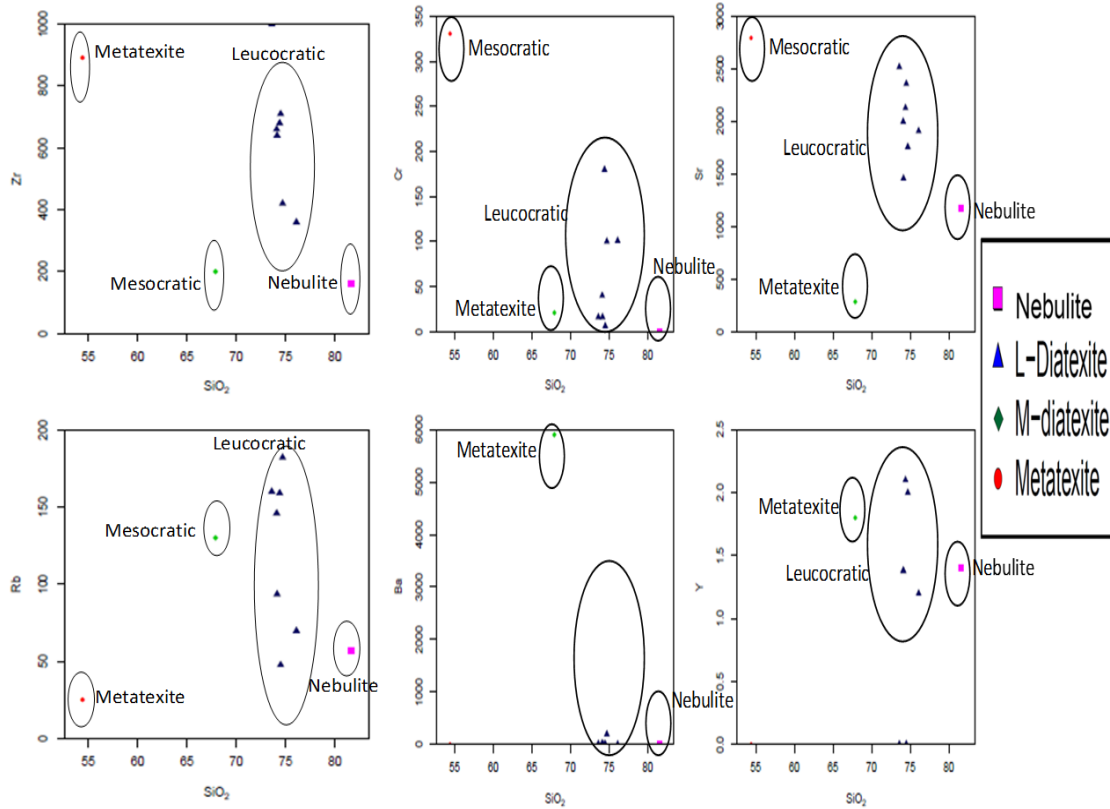 1000
800
600
400
200
0
Zr
Metatexite
Leucocratic
Mesocratic
Nebulite
55 60 65 70 75 80
SiO2
350
300
250
200
150
100
50
0
Cr
Mesocratic
Leucocratic
Nebulite
Metatexite
55 60 65 70 75 80
SiO2
3000
2500
2000
1500
1000
500
0
Sr
Mesocratic
Leucocratic
Nebulite
Metatexite
55 60 65 70 75 80
SiO2
Nebulite
L-Diatexite
M-diatexite
Metatexite
200
150
100
50
0
Rb
Leucocratic
Mesocratic
Nebulite
Metatexite
55 60 65 70 75 80
SiO2
6000
5000
4000
3000
2000
1000
0
Ba
Metatexite
Nebulite
55 60 65 70 75 80
SiO2
2.5
2.0
1.5
1.0
0.5
0.0
Y
Metatexite
Leucocratic
Nebulite
55 60 65 70 75 80
SiO2